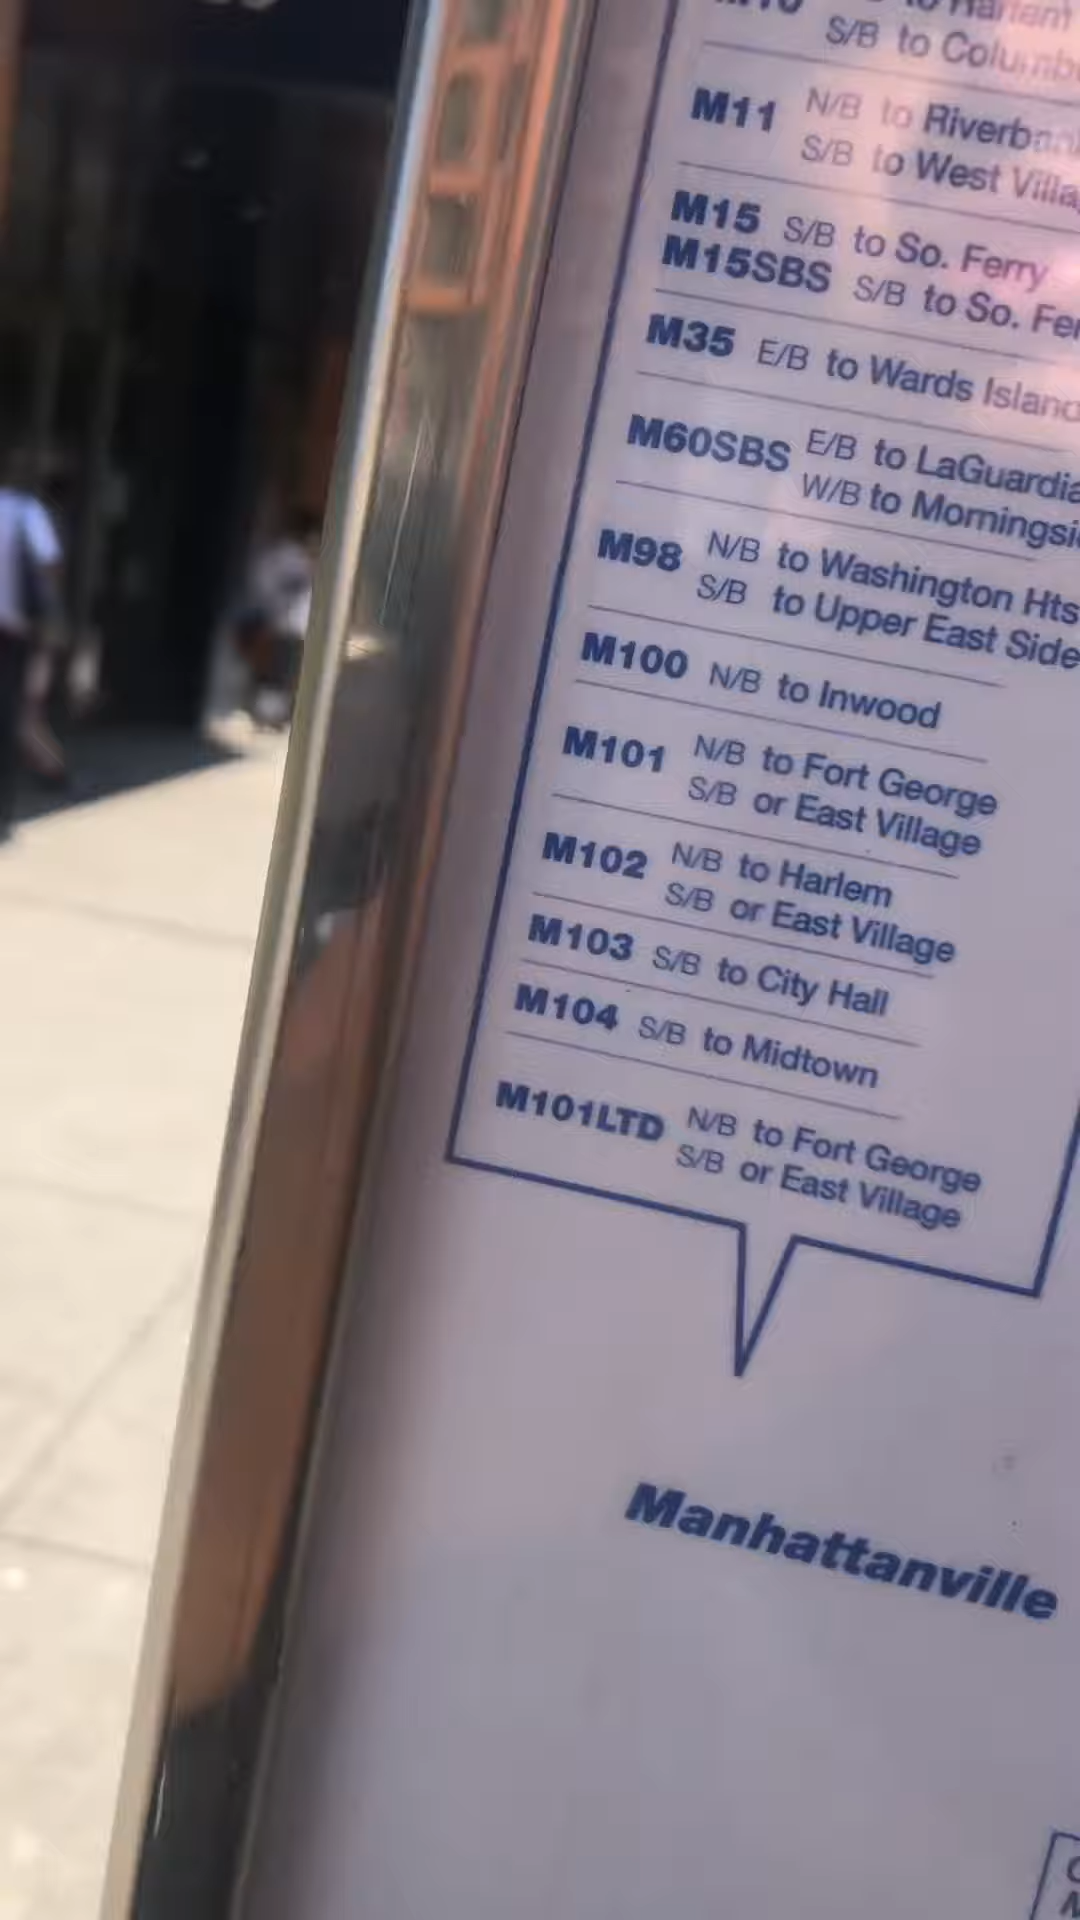 S/B to Columb
M11 N/B to Riverbank
S/B to West Villa
M15 S/B to So. Ferry
M15SBS S/B to So. Fe
M35 E/B to Wards Island
M60SBS E/B to LaGuardia
W/B to Morningsi
M98 N/B to Washington Hts
S/B to Upper East Side
M100 N/B to Inwood
M101 N/B to Fort George
S/B or East Village
M102 N/B to Harlem
S/B or East Village
M103 S/B to City Hall
M104 S/B to Midtown
M101LTD N/B to Fort George
S/B or East Village
Manhattanville